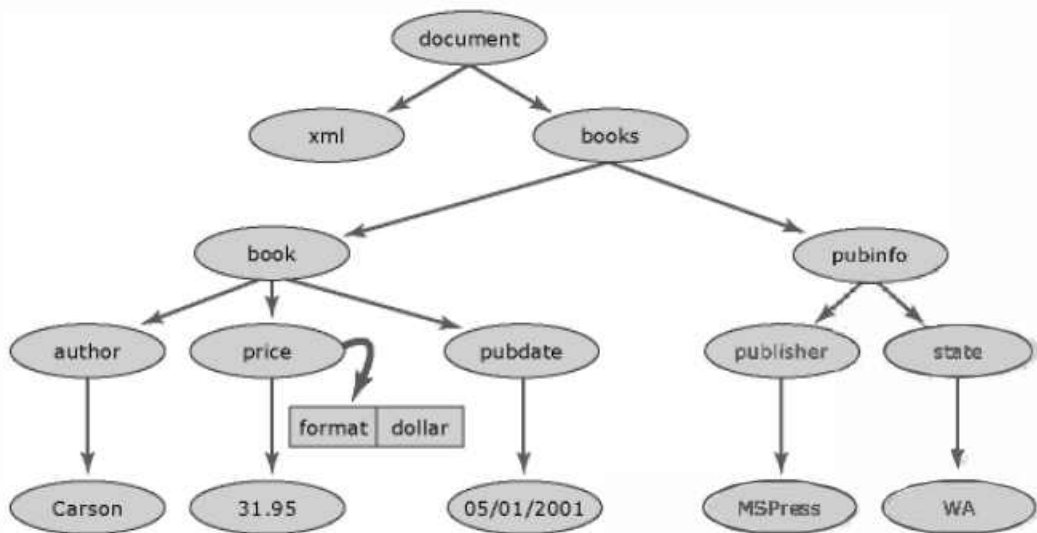 document
xml
books
book
pubinfo
author
price
pubdate
publisher
state
format
dollar
Carson
31.95
05/01/2001
MSPress
WA